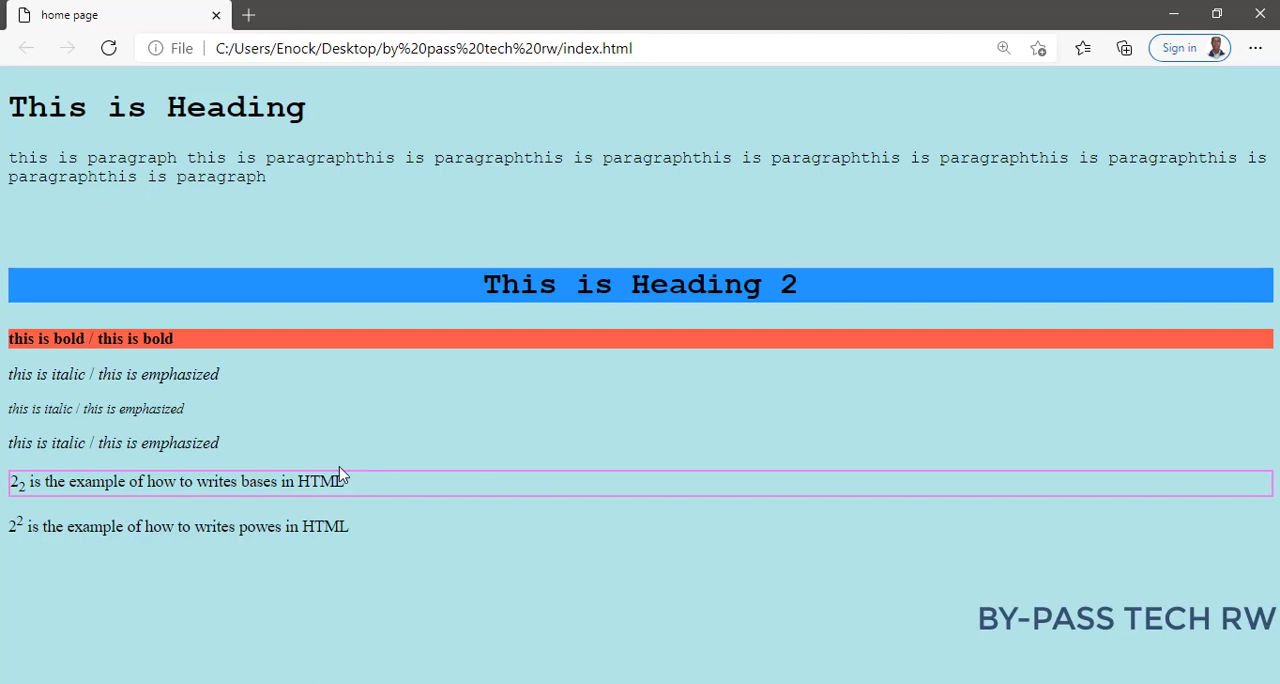 home page
File
C:/Users/Enock/Desktop/by%20pass%20tech%20rw/index.html
Sign in
This is Heading
this is paragraph this is paragraphthis is paragraphthis is paragraphthis is paragraphthis is paragraphthis is paragraphthis is
paragraphthis is paragraph
This is Heading 2
this is bold / this is bold
this is italic / this is emphasized
this is italic / this is emphasized
this is italic / this is emphasized
2₂ is the example of how to writes bases in HTML
2² is the example of how to writes powes in HTML
BY-PASS TECH RW